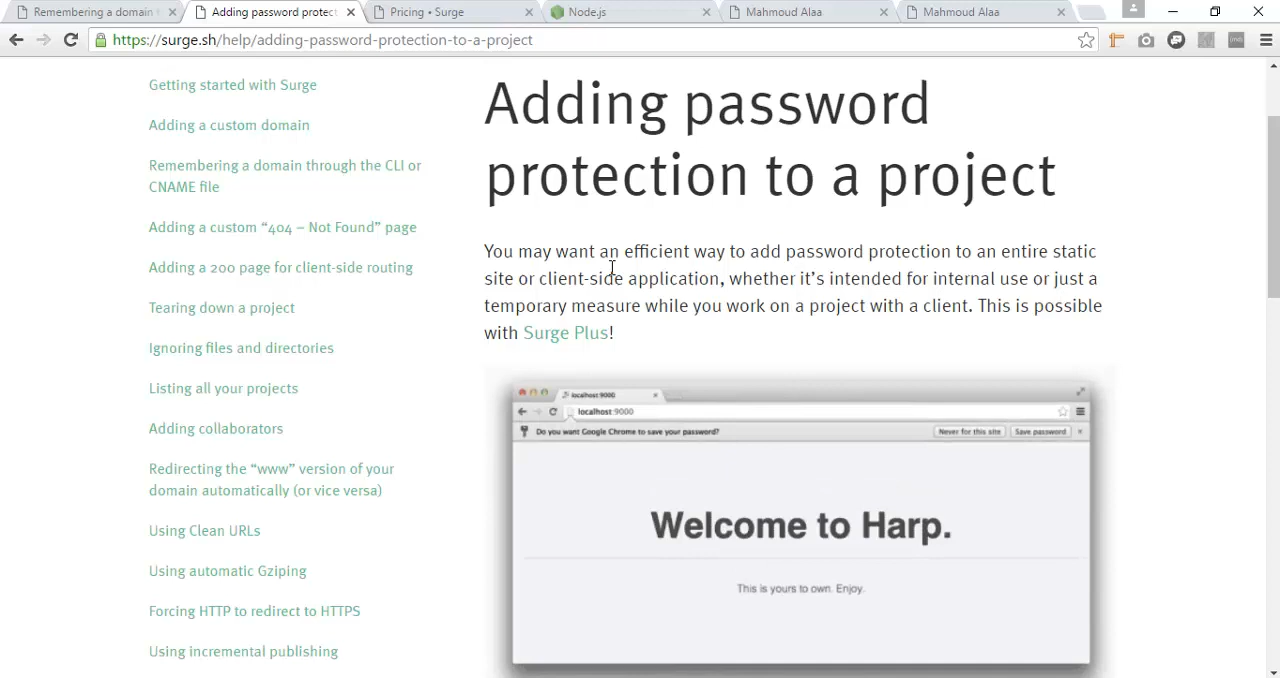 Remembering a domain t
Adding password protect
Pricing • Surge
Node.js
Mahmoud Alaa
Mahmoud Alaa
https://surge.sh/help/adding-password-protection-to-a-project
Getting started with Surge
Adding a custom domain
Remembering a domain through the CLI or
CNAME file
Adding a custom “404 – Not Found” page
Adding a 200 page for client-side routing
Tearing down a project
Ignoring files and directories
Listing all your projects
Adding collaborators
Redirecting the “www” version of your
domain automatically (or vice versa)
Using Clean URLs
Using automatic Gziping
Forcing HTTP to redirect to HTTPS
Using incremental publishing
Adding password
protection to a project
You may want an efficient way to add password protection to an entire static
site or client-side application, whether it’s intended for internal use or just a
temporary measure while you work on a project with a client. This is possible
with Surge Plus!
localhost:9000
localhost:9000
Do you want Google Chrome to save your password?
Never for this site
Save password
Welcome to Harp.
This is yours to own. Enjoy.